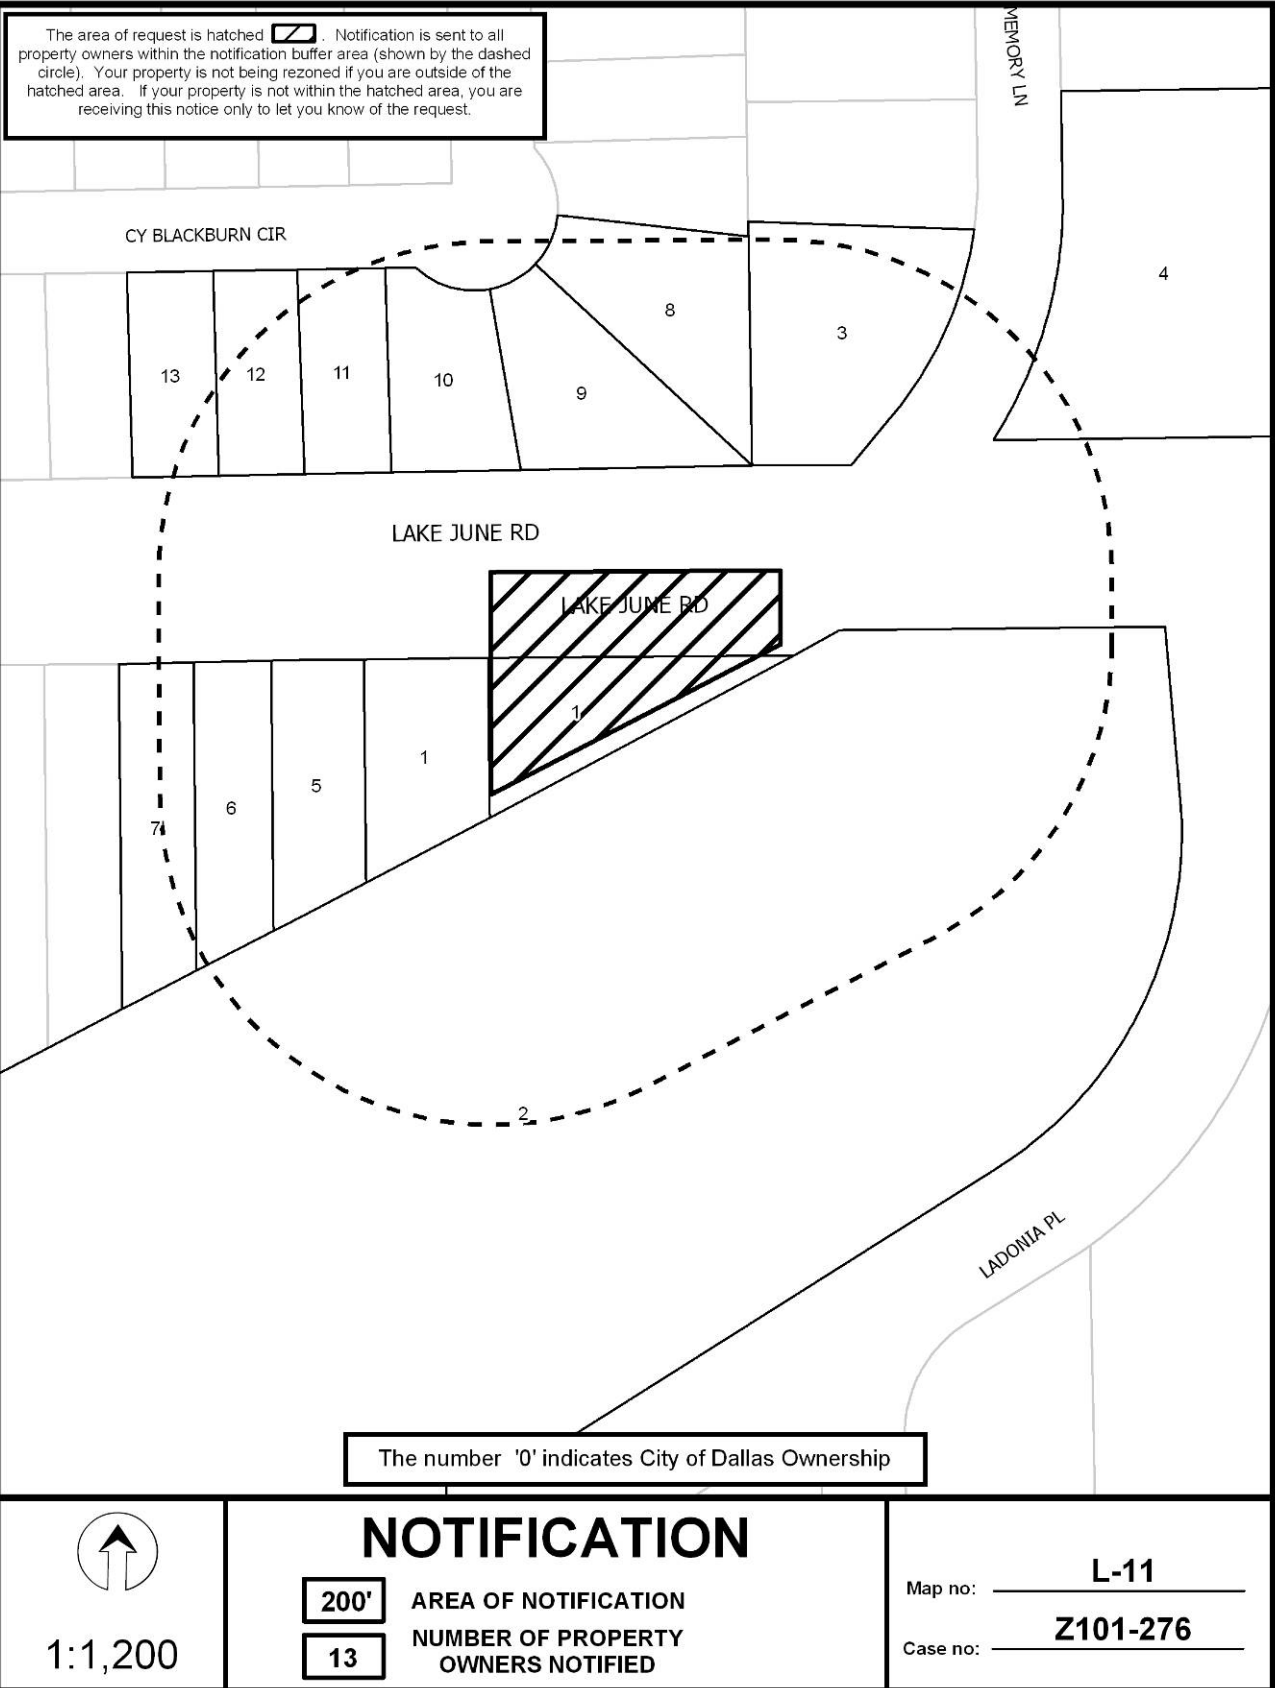 The area of request is hatched . Notification is sent to all
property owners within the notification buffer area (shown by the dashed
circle). Your property is not being rezoned if you are outside of the
hatched area. If your property is not within the hatched area, you are
receiving this notice only to let you know of the request.
MEMORY LN
CY BLACKBURN CIR
4
8
3
13
12
11
10
9
LAKE JUNE RD
LAKE JUNE RD
1
1
5
6
7
2
LADONIA PL
The number '0' indicates City of Dallas Ownership
1:1,200
NOTIFICATION
200' AREA OF NOTIFICATION
13 NUMBER OF PROPERTY
OWNERS NOTIFIED
Map no: L-11
Case no: Z101-276